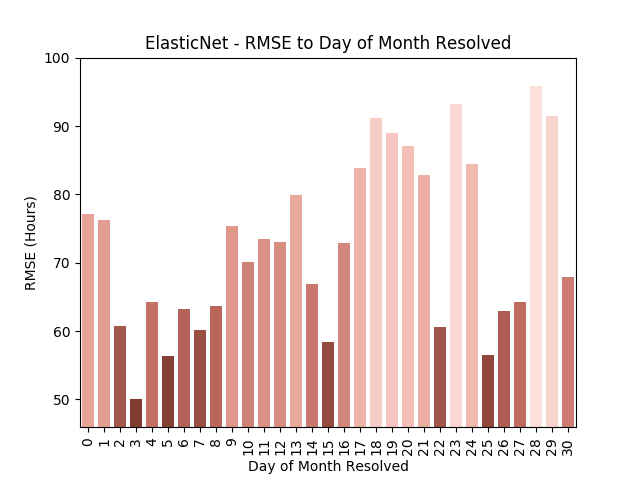 ElasticNet - RMSE to Day of Month Resolved
100
90
80
70
60
50
RMSE (Hours)
0 1 2 3 4 5 6 7 8 9 10 11 12 13 14 15 16 17 18 19 20 21 22 23 24 25 26 27 28 29 30
Day of Month Resolved